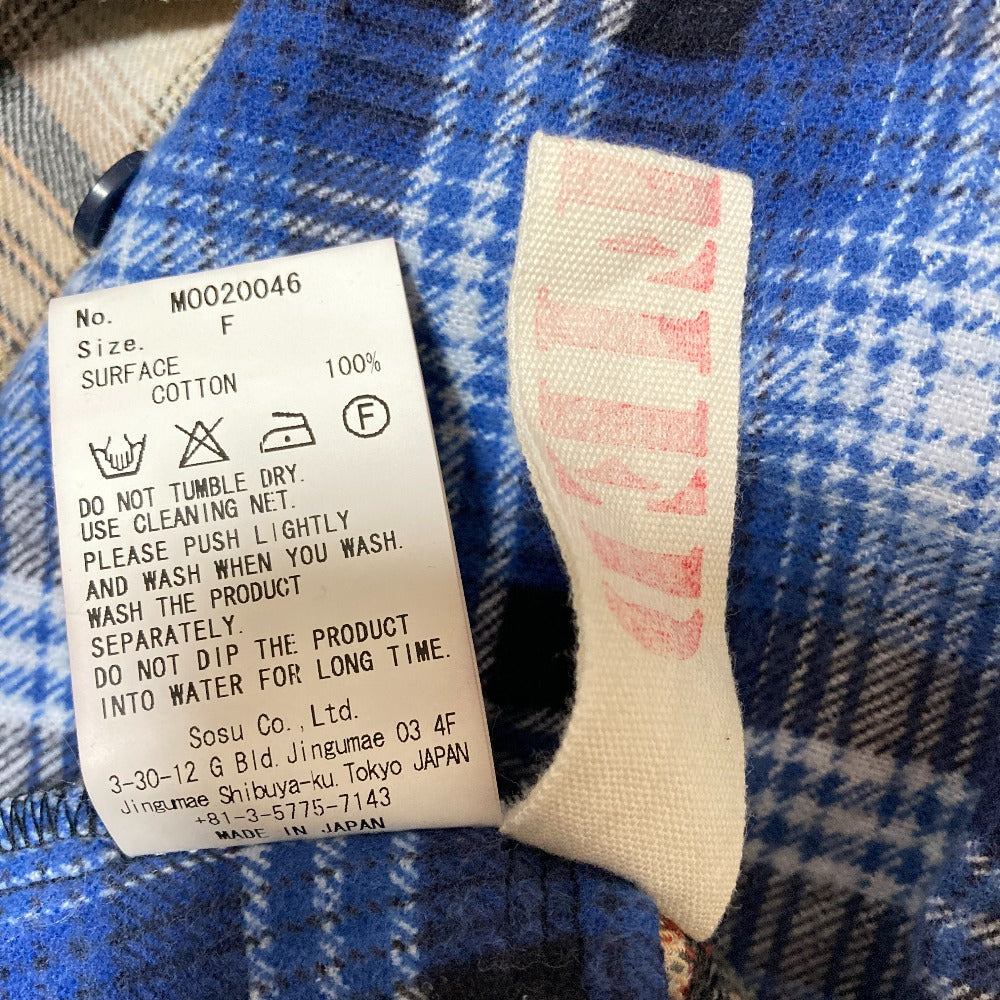 No. M0020046
Size. F
SURFACE
COTTON 100%
F
DO NOT TUMBLE DRY.
USE CLEANING NET.
PLEASE PUSH LIGHTLY
AND WASH WHEN YOU WASH.
WASH THE PRODUCT
SEPARATELY.
DO NOT DIP THE PRODUCT
INTO WATER FOR LONG TIME.
Sosu Co.,Ltd.
3-30-12 G Bld. Jingumae 03 4F
Jingumae Shibuya-ku. Tokyo JAPAN
+81-3-5775-7143
MADE IN JAPAN